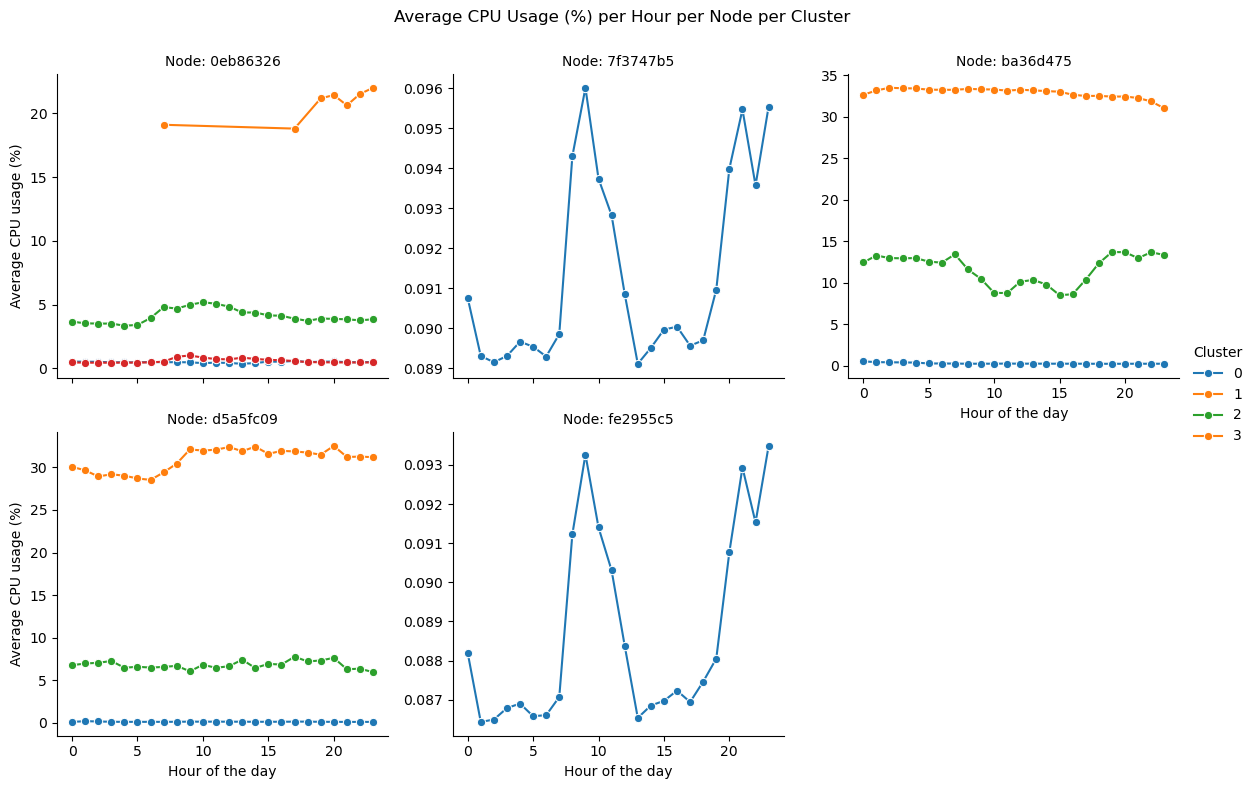 Average CPU Usage (%) per Hour per Node per Cluster
Node: 0eb86326
Average CPU usage (%)
20
15
10
5
0
Node: 7f3747b5
0.096
0.095
0.094
0.093
0.092
0.091
0.090
0.089
Node: ba36d475
35
30
25
20
15
10
5
0
0 5 10 15 20
Hour of the day
Cluster
0
1
2
3
Node: d5a5fc09
Average CPU usage (%)
30
25
20
15
10
5
0
0 5 10 15 20
Hour of the day
Node: fe2955c5
0.093
0.092
0.091
0.090
0.089
0.088
0.087
0 5 10 15 20
Hour of the day